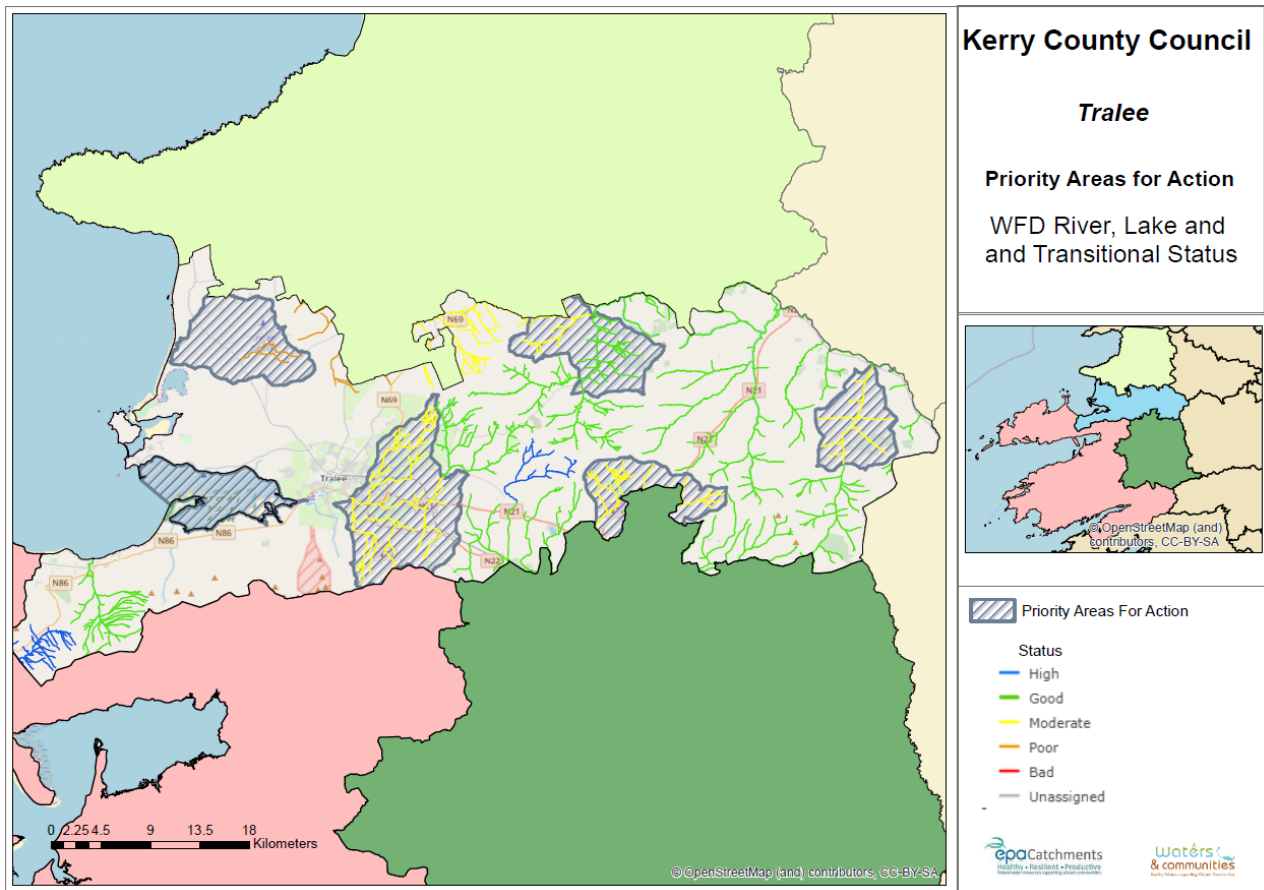 Kerry County Council
Tralee
Priority Areas for Action
WFD River, Lake and
and Transitional Status
N69
N69
N21
N21
N21
N22
N86
N86
N86
Tralee
0 2.25 4.5 9 13.5 18
Kilometers
© OpenStreetMap (and) contributors, CC-BY-SA
© OpenStreetMap (and)
contributors, CC-BY-SA
Priority Areas For Action
Status
High
Good
Moderate
Poor
Bad
Unassigned
epaCatchments
Healthy • Resilient • Productive
waters
& communities